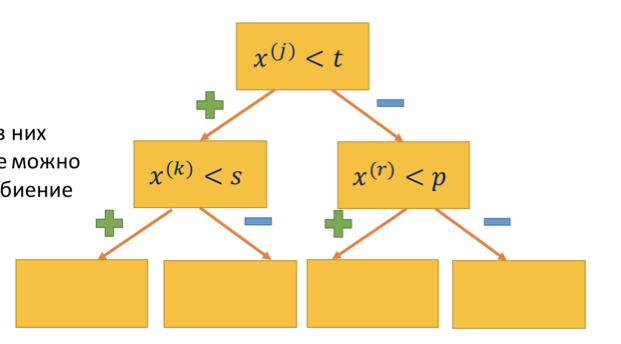 x^(j) < t
в них
е можно
биение
x^(k) < s
x^(r) < p